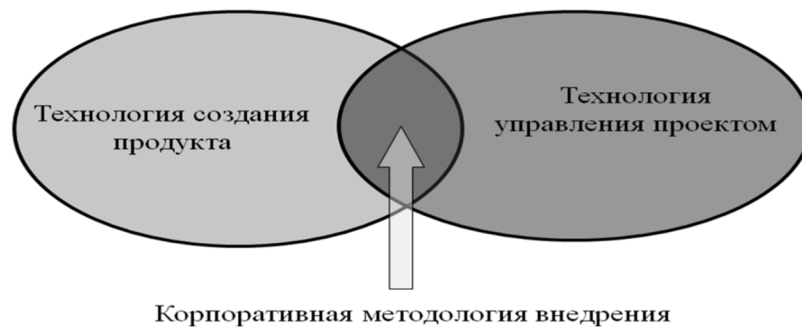 Технология создания
продукта
Технология
управления проектом
Корпоративная методология внедрения